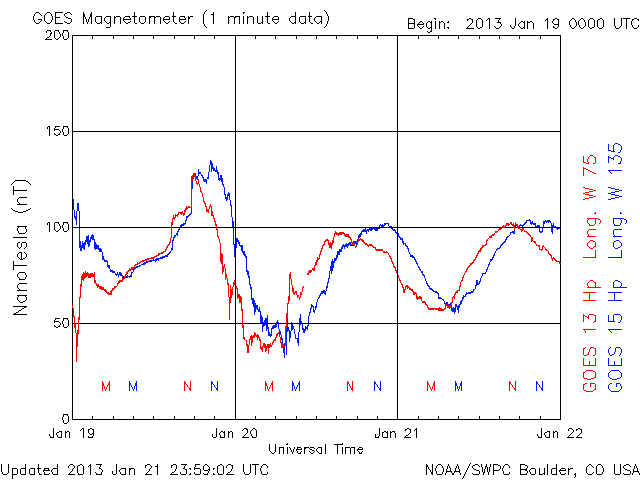 GOES Magnetometer (1 minute data)
Begin: 2013 Jan 19 0000 UTC
200
150
100
50
0
NanoTesla (nT)
M M N N M M N N M M N N
Jan 19 Jan 20 Jan 21 Jan 22
Universal Time
GOES 13 Hp Long. W 75
GOES 15 Hp Long. W 135
Updated 2013 Jan 21 23:59:02 UTC
NOAA/SWPC Boulder, CO USA